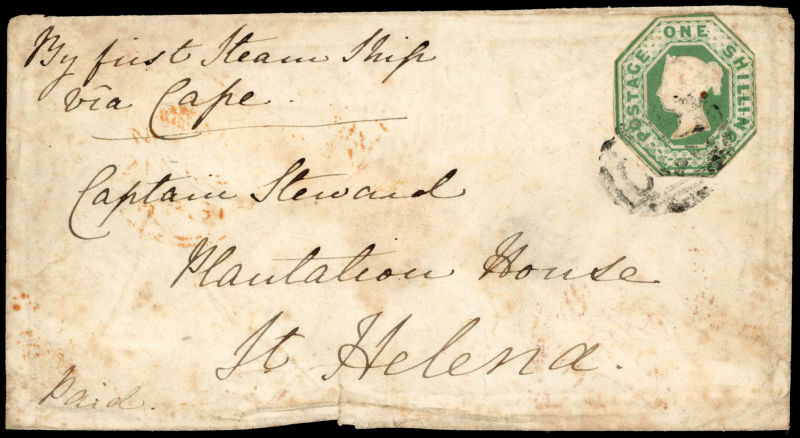 By first Steam Ship
via Cape.
POSTAGE ONE SHILLING
Captain Steward
Plantation House
St Helena.
Paid.